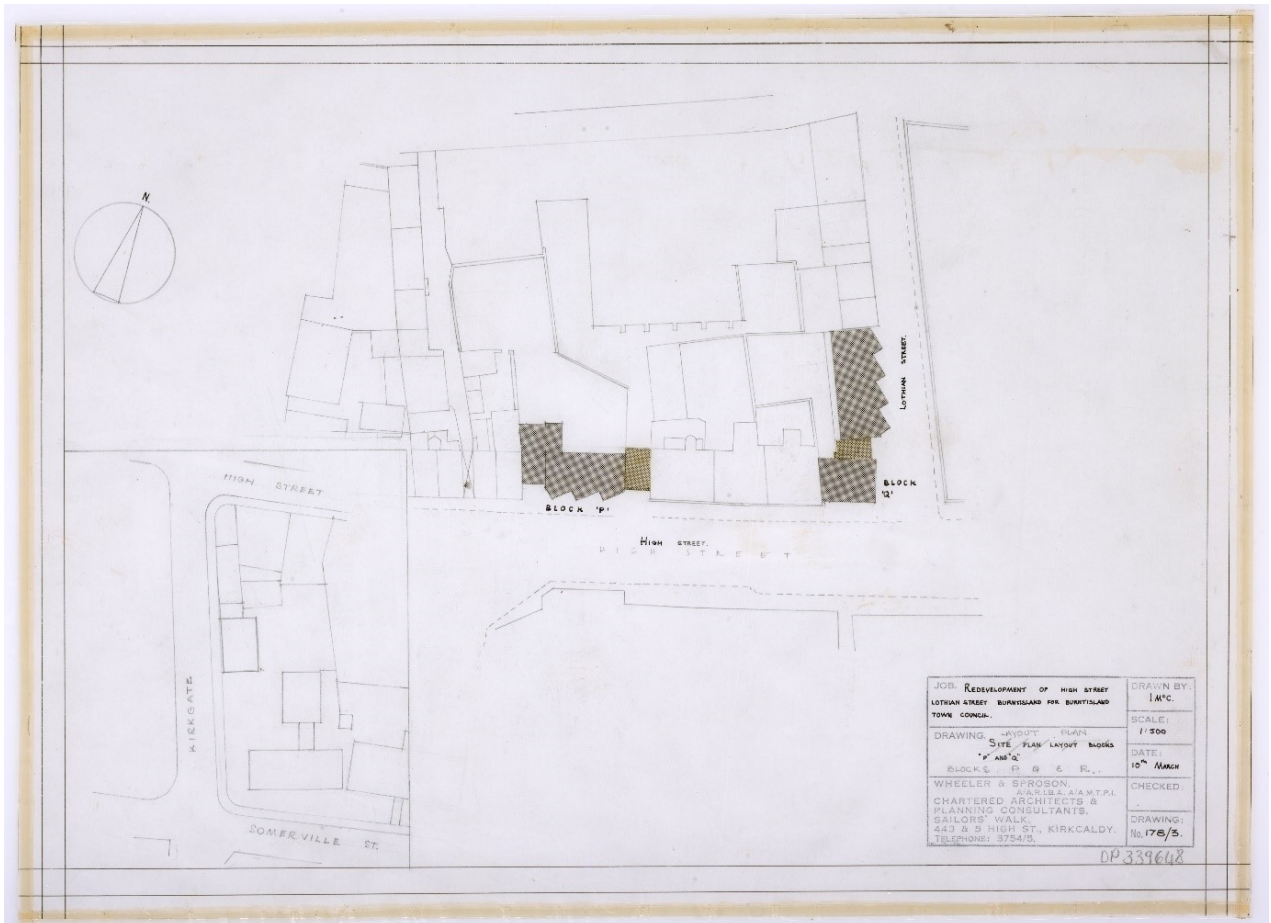 N.
LOTHIAN STREET.
BLOCK 'P'
BLOCK
'Q'
HIGH STREET.
HIGH STREET
HIGH STREET
KIRKGATE
SOMERVILLE ST.
JOB. REDEVELOPMENT OF HIGH STREET
LOTHIAN STREET BURNTISLAND FOR BURNTISLAND
TOWN COUNCIL.
DRAWING. LAYOUT PLAN
SITE PLAN LAYOUT BLOCKS
"P" AND "Q"
BLOCKS P Q & R.
WHEELER & SPROSON.
A/A.R.I.B.A. A/A.M.T.P.I.
CHARTERED ARCHITECTS &
PLANNING CONSULTANTS.
SAILORS' WALK,
443 & 5 HIGH ST., KIRKCALDY.
TELEPHONE: 3754/5.
DRAWN BY:
I McC.
SCALE:
1:500
DATE:
10TH MARCH
CHECKED:
DRAWING:
No. 178/3.
DP 339648